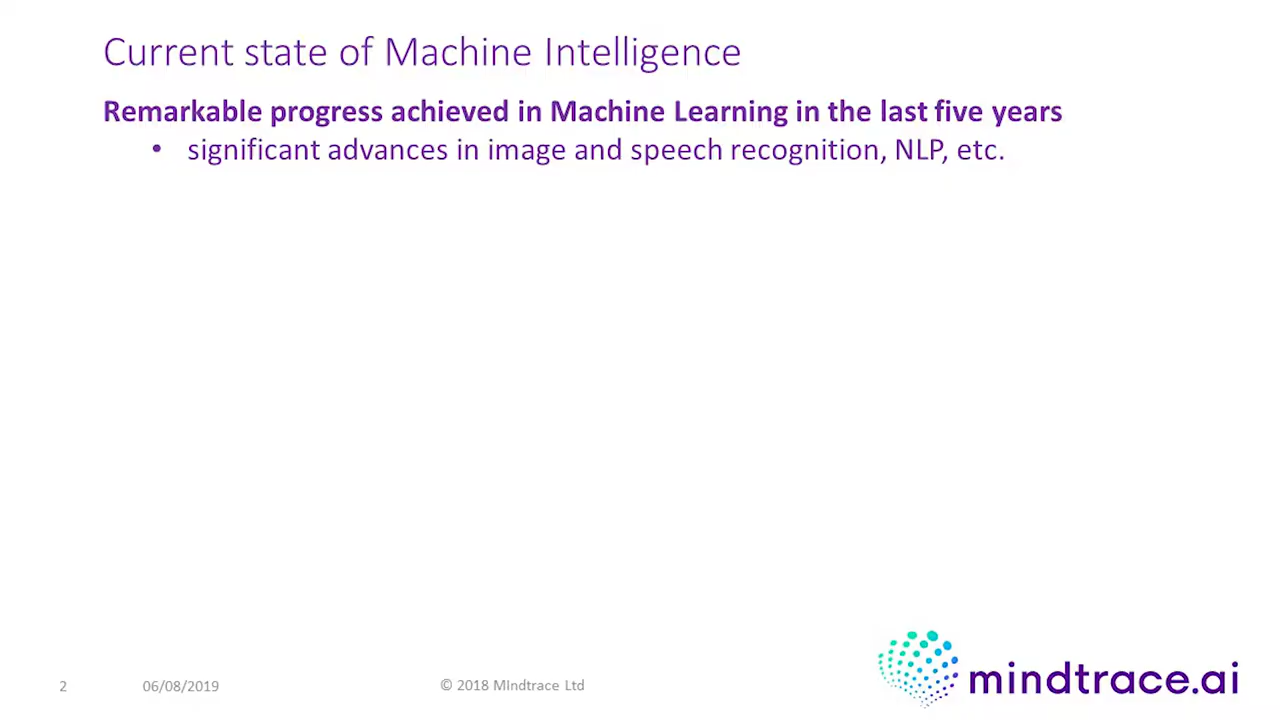 Current state of Machine Intelligence
Remarkable progress achieved in Machine Learning in the last five years
• significant advances in image and speech recognition, NLP, etc.
2 06/08/2019 © 2018 MIndtrace Ltd
mindtrace.ai